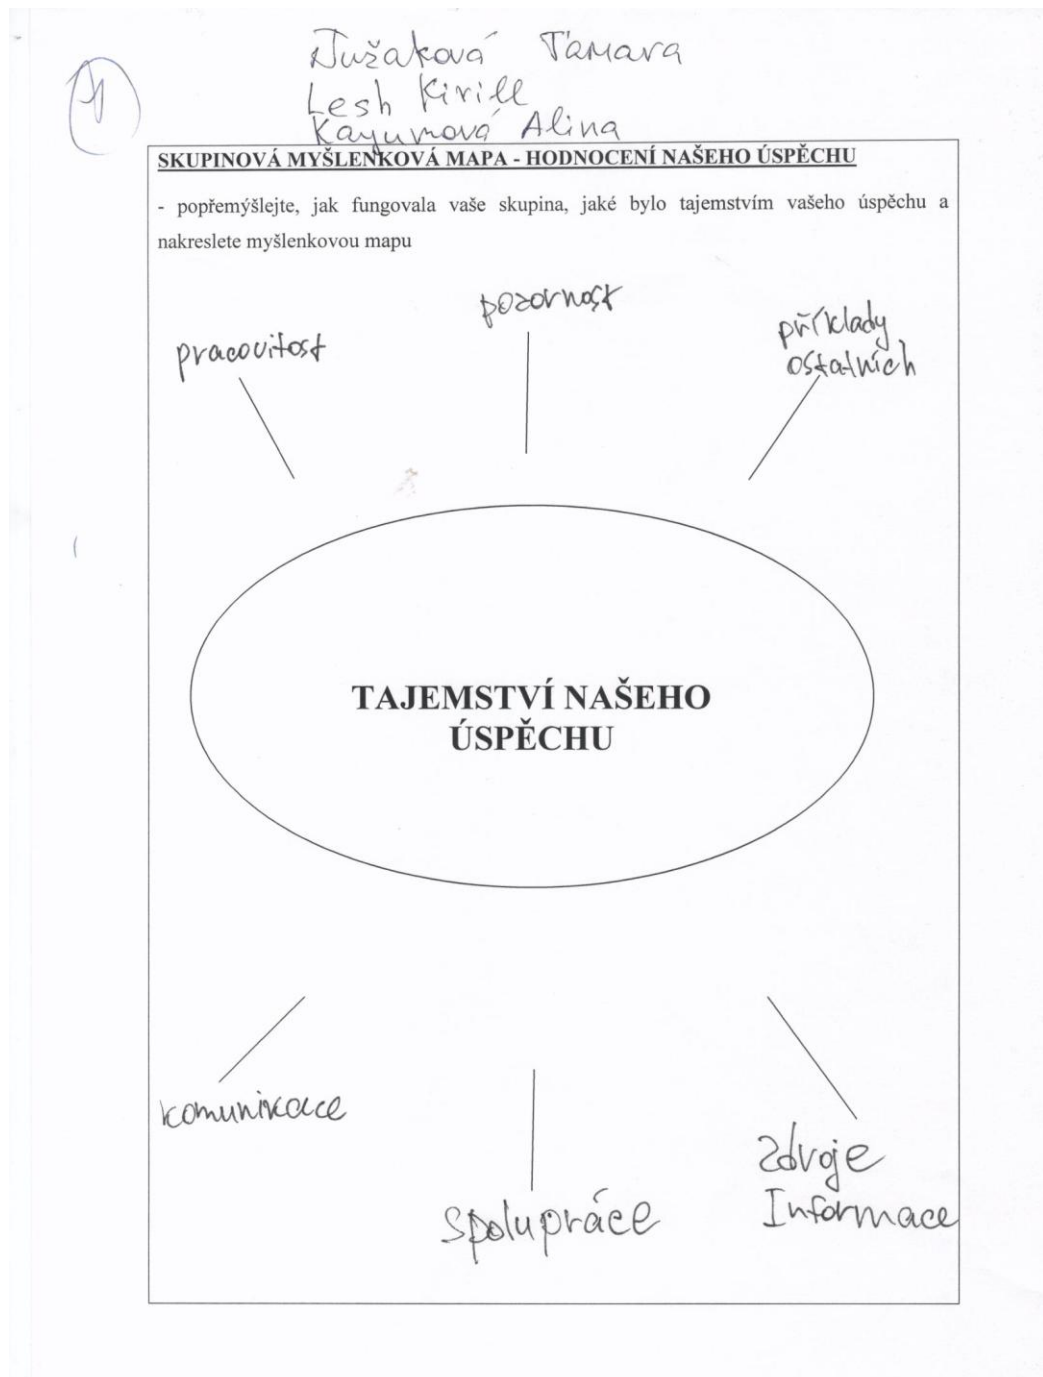 Tužaková Tamara
Lesh Kirill
Kayumová Alina
SKUPINOVÁ MYŠLENKOVÁ MAPA - HODNOCENÍ NAŠEHO ÚSPĚCHU
- popřemýšlejte, jak fungovala vaše skupina, jaké bylo tajemstvím vašeho úspěchu a
nakreslete myšlenkovou mapu
pozornost
pracovitost
příklady
ostatních
TAJEMSTVÍ NAŠEHO
ÚSPĚCHU
komunikace
spolupráce
zdroje
Informace